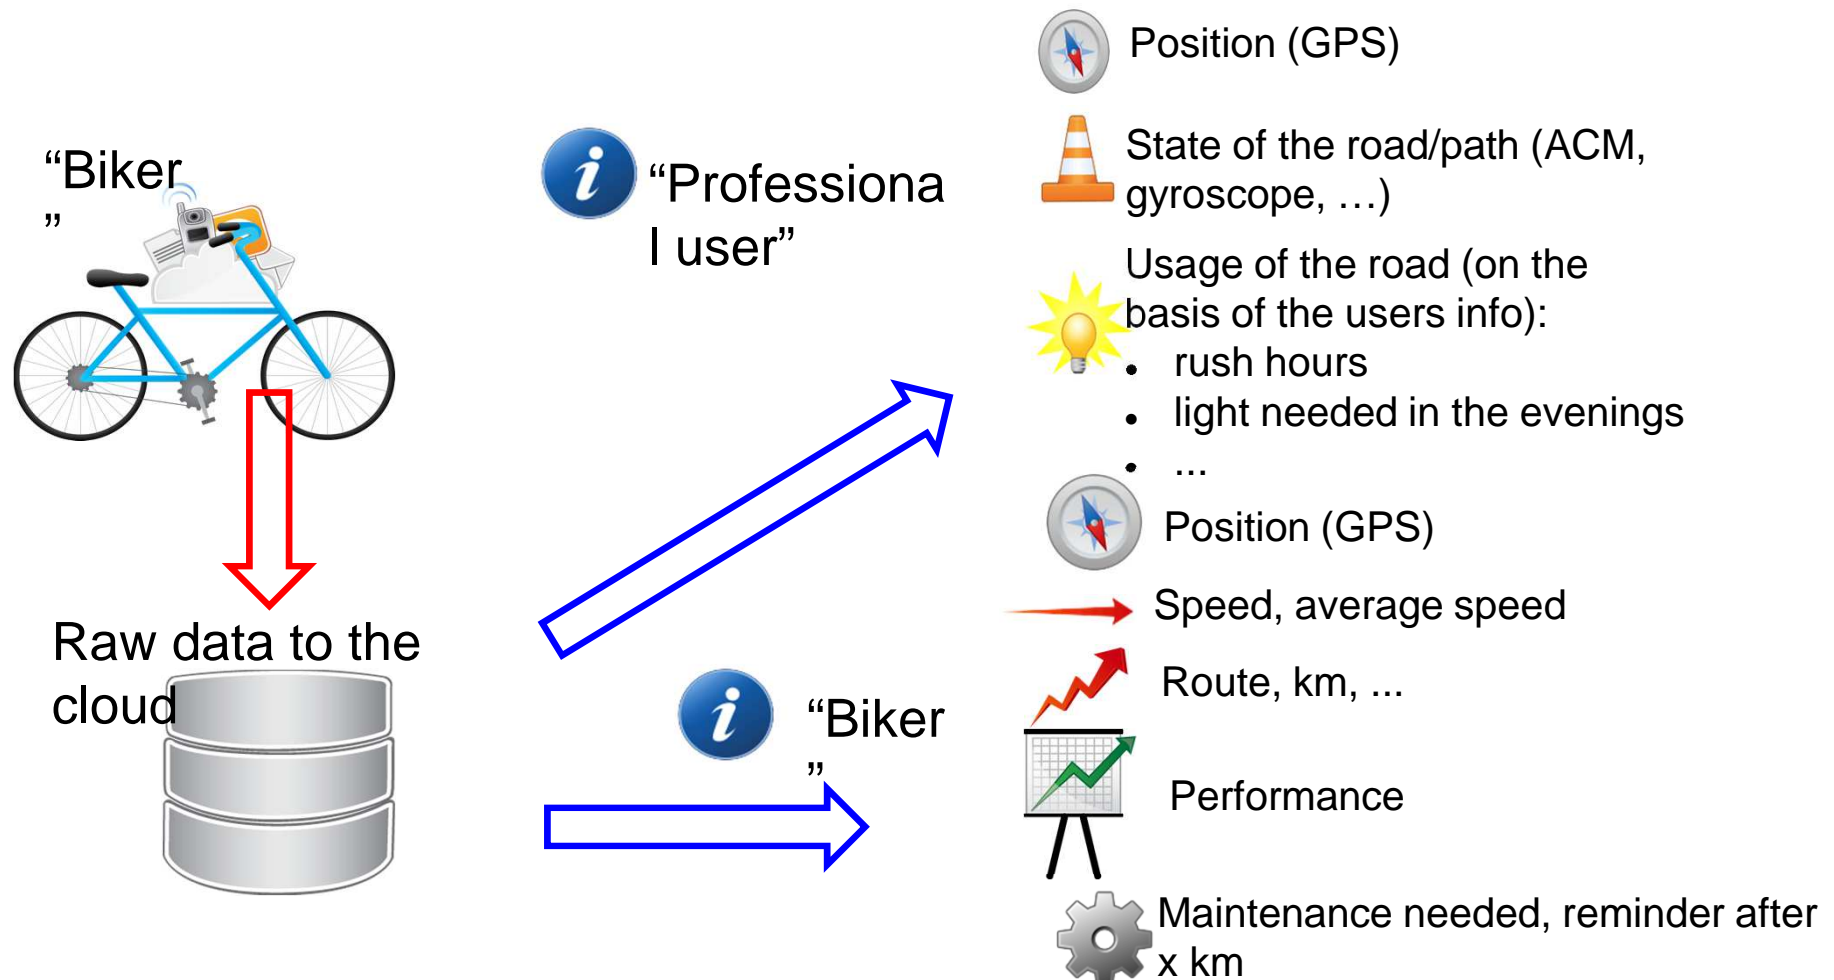 “Biker
”
Raw data to the
cloud
“Professiona
l user”
“Biker
”
Position (GPS)
State of the road/path (ACM,
gyroscope, …)
Usage of the road (on the
basis of the users info):
• rush hours
• light needed in the evenings
• ...
Position (GPS)
Speed, average speed
Route, km, ...
Performance
Maintenance needed, reminder after
x km